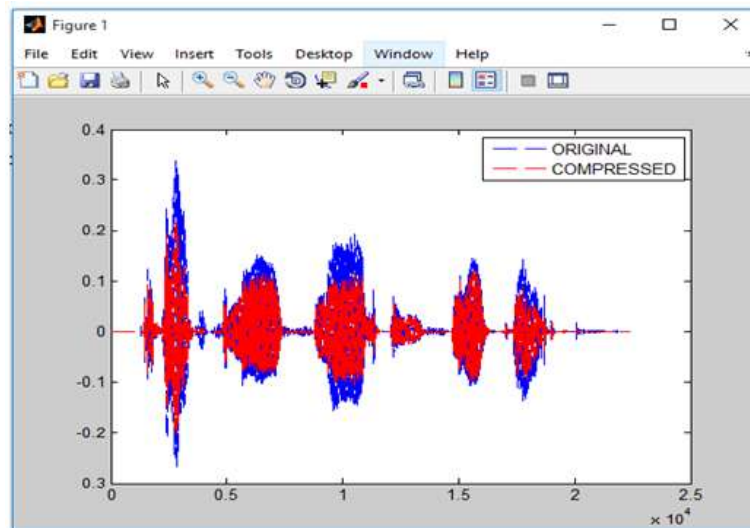 Figure 1
File Edit View Insert Tools Desktop Window Help
0.4
ORIGINAL
COMPRESSED
0.3
0.2
0.1
0
-0.1
-0.2
0.3
0 0.5 1 1.5 2 2.5
× 10⁴